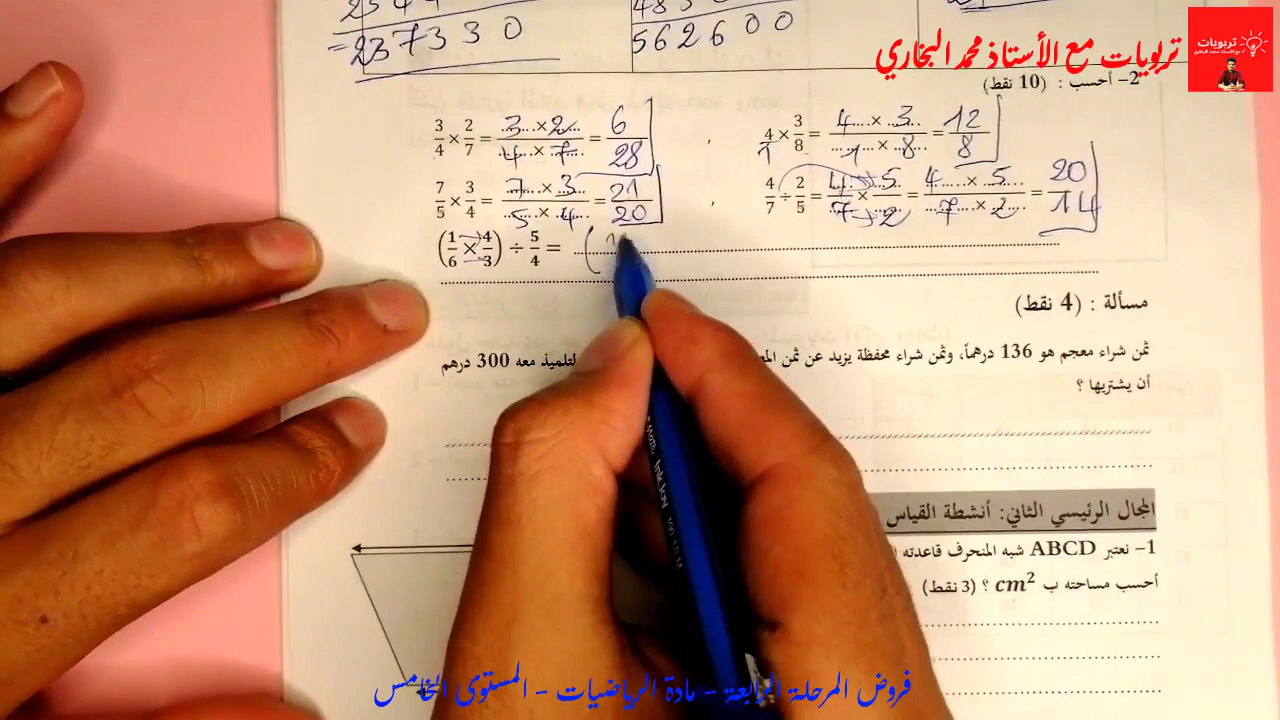 =237330
562600
تربويات مع الأستاذ محمد البخاري
تربويات
2- أحسب : (10 نقط)
3/4 × 2/7 = 3×2/4×7 = 6/28 , 4/1 × 3/8 = 4×3/1×8 = 12/8
7/5 × 3/4 = 7×3/5×4 = 21/20 , 4/7 ÷ 2/5 = 4×5/7×2 = 4×5/7×2 = 20/14
(1/6 × 4/3) ÷ 5/4 = (
مسألة : (4 نقط)
ثمن شراء معجم هو 136 درهماً، وثمن شراء محفظة يزيد عن ثمن لتلميذ معه 300 درهم
أن يشتريها ؟
المجال الرئيسي الثاني: أنشطة القياس
1- نعتبر ABCD شبه المنحرف قاعدته
أحسب مساحته ب cm² ؟ (3 نقط)
فروض المرحلة الرابعة - مادة الرياضيات - المستوى الخامس